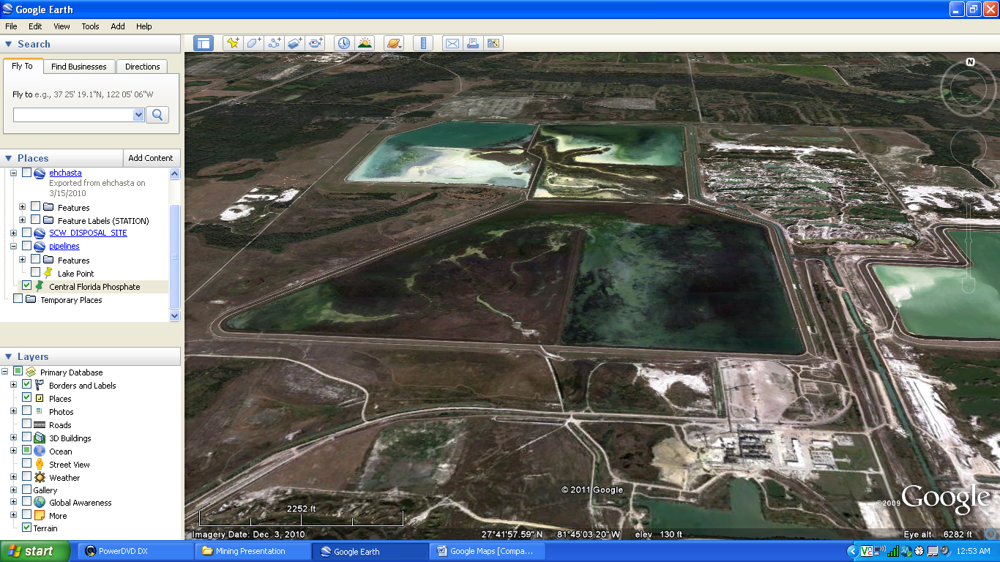 Google Earth
File Edit View Tools Add Help
Search
Fly To Find Businesses Directions
Fly to e.g., 37 25' 19.1"N, 122 05' 06"W
Places Add Content
ehchasta
Exported from ehchasta on
3/15/2010
Features
Feature Labels (STATION)
SCW_DISPOSAL_SITE
pipelines
Features
Lake Point
Central Florida Phosphate
Temporary Places
Layers
Primary Database
Borders and Labels
Places
Photos
Roads
3D Buildings
Ocean
Street View
Weather
Gallery
Global Awareness
More
Terrain
N
© 2011 Google
©2009 Google
2252 ft
Imagery Date: Dec 3, 2010 27°41'57.59" N 81°45'03.20" W elev 130 ft Eye alt 6282 ft
start PowerDVD DX Mining Presentation Google Earth Google Maps [Compa... 12:53 AM